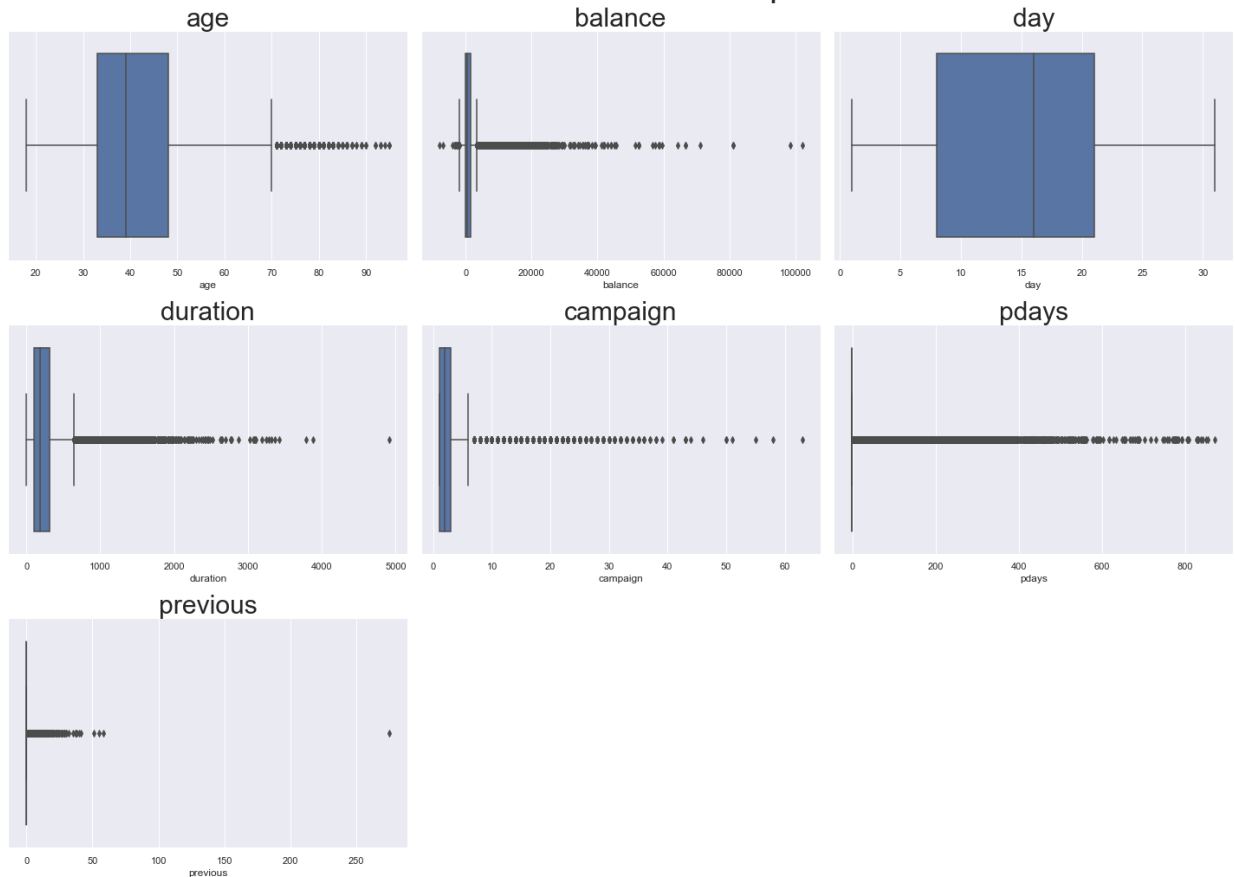 age balance day
20 30 40 50 60 70 80 90 0 20000 40000 60000 80000 100000 0 5 10 15 20 25 30
age balance day
duration campaign pdays
0 1000 2000 3000 4000 5000 0 10 20 30 40 50 60 0 200 400 600 800
duration campaign pdays
previous
0 50 100 150 200 250
previous